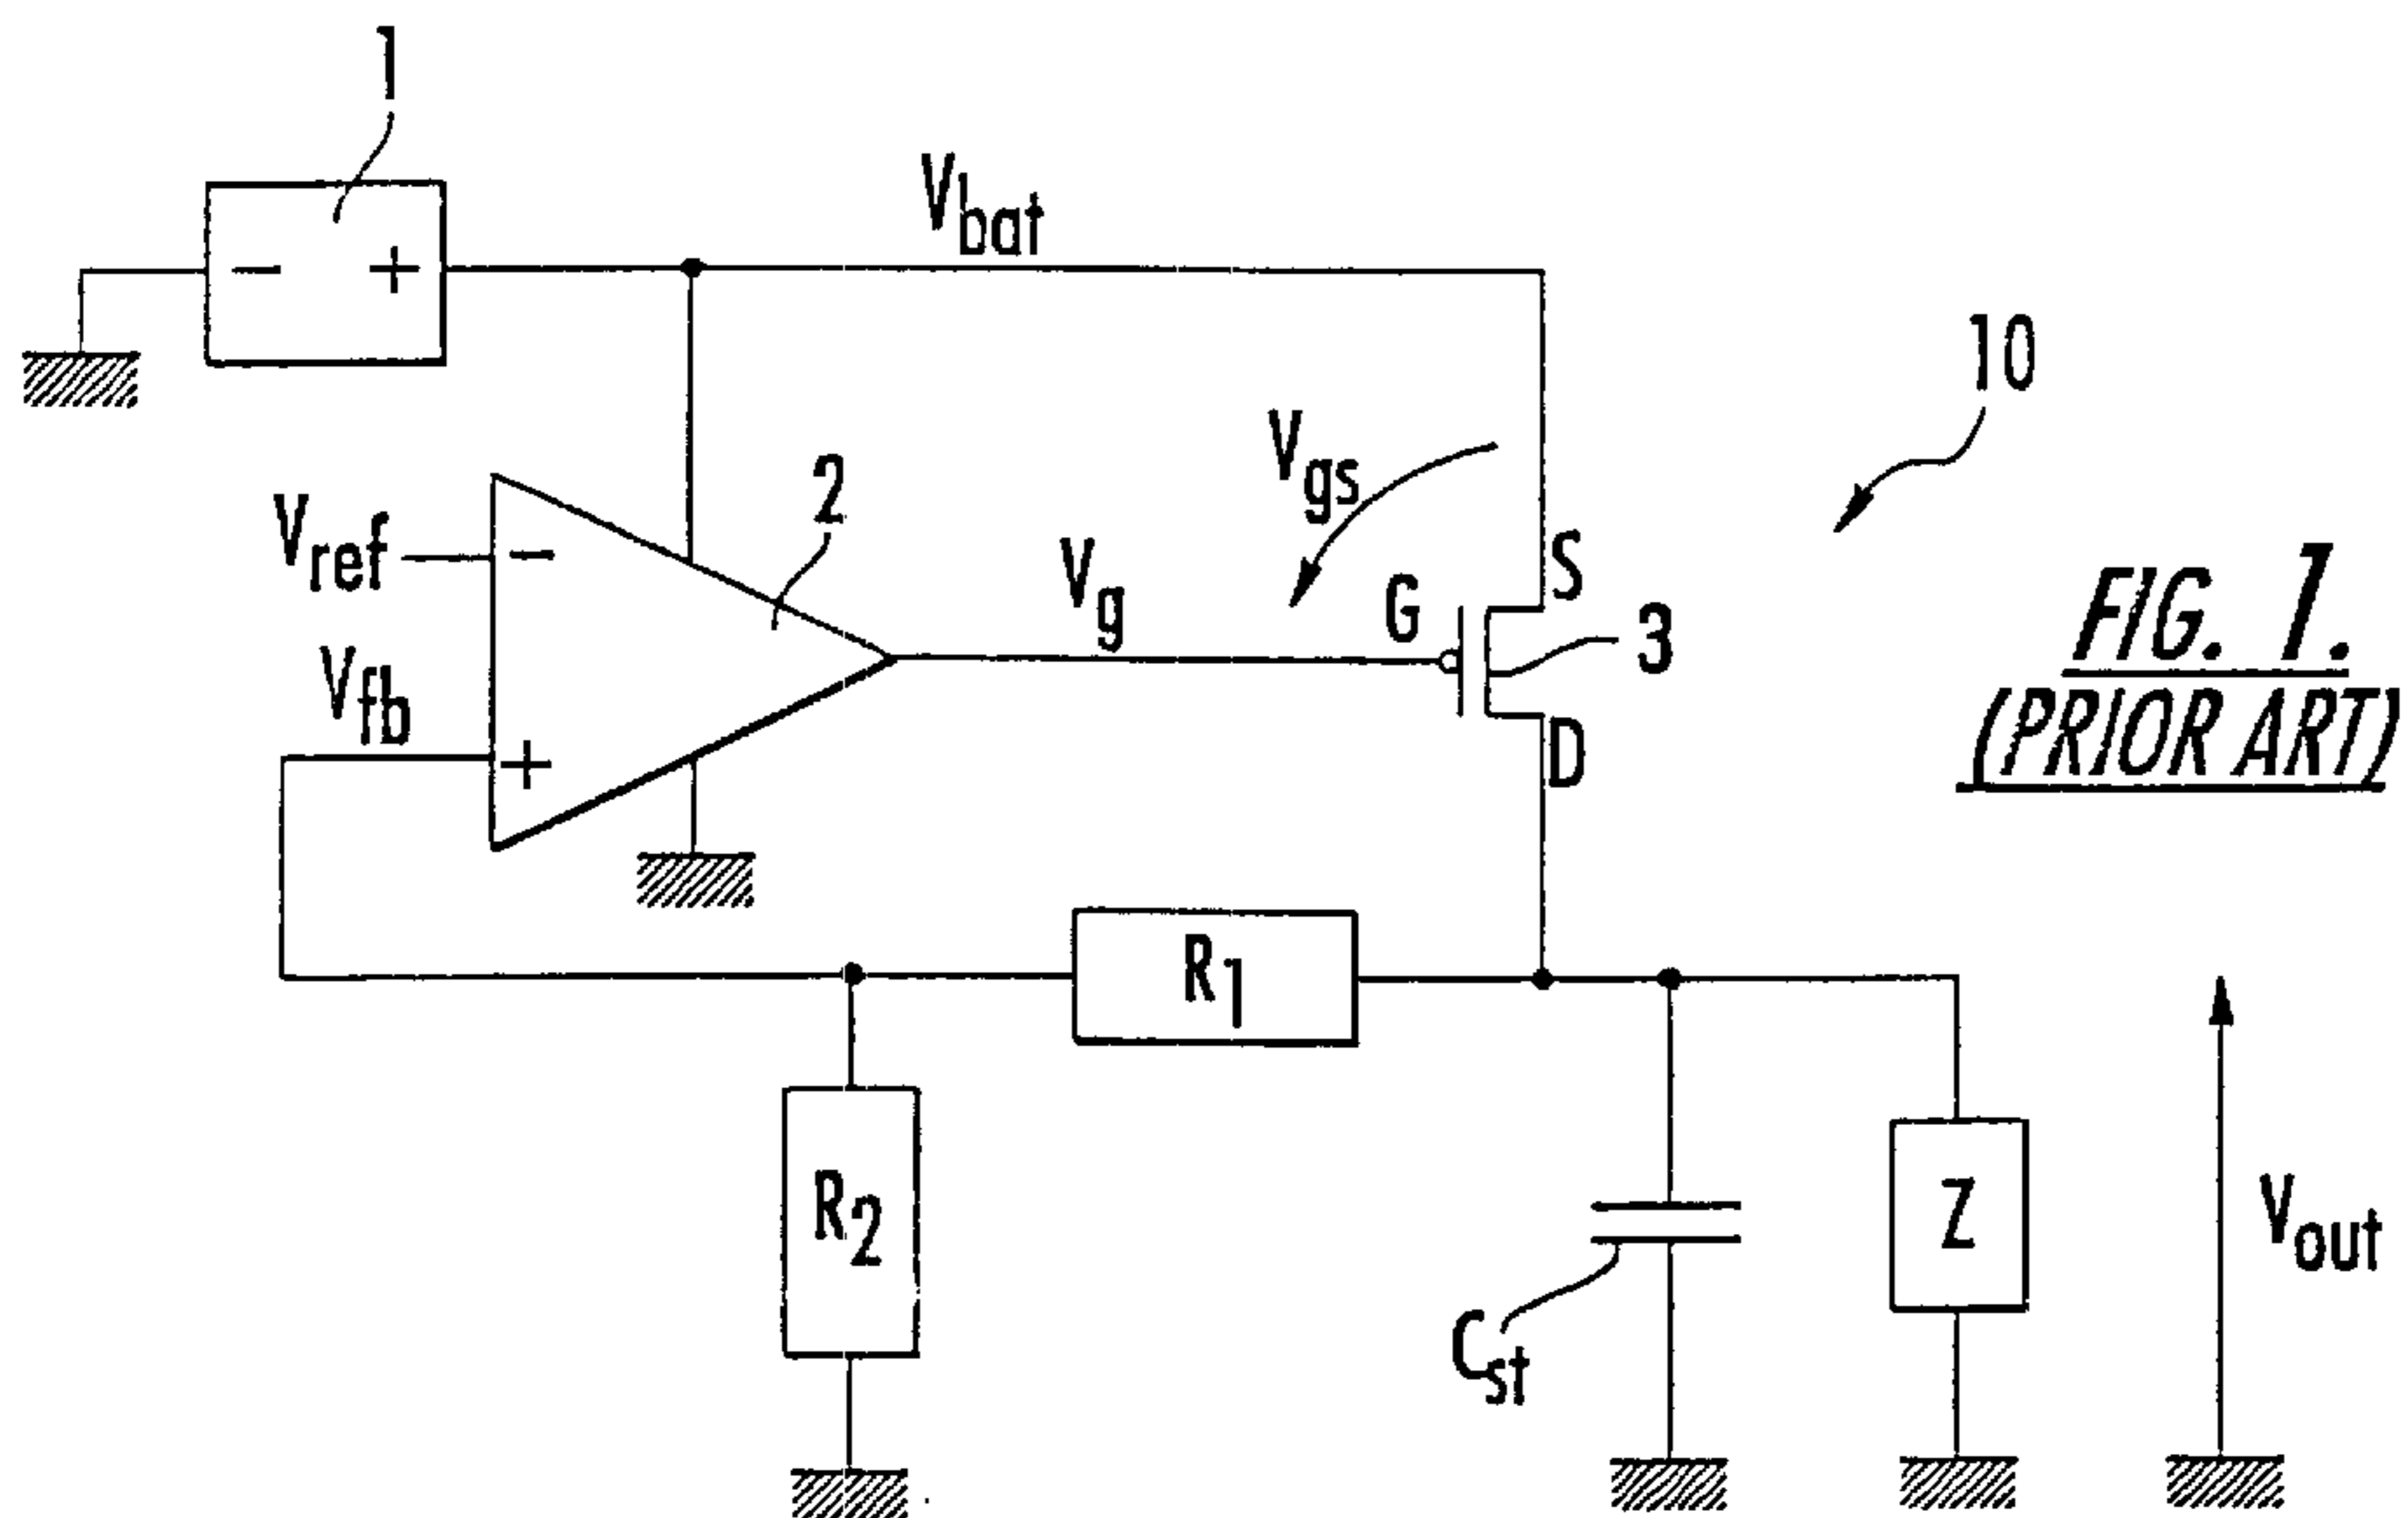 1
Vbat
− +
10
Vgs
2
Vref
−
Vg
S
G
3
FIG. 1.
Vfb
(PRIOR ART)
+
D
R1
R2
Z
Vout
Cst